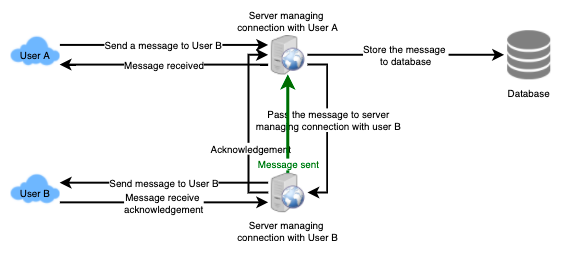 Server managing
connection with User A
User A
Send a message to User B
Message received
Store the message
to database
Database
Pass the message to server
managing connection with user B
Acknowledgement
Message sent
User B
Send message to User B
Message receive
acknowledgement
Server managing
connection with User B